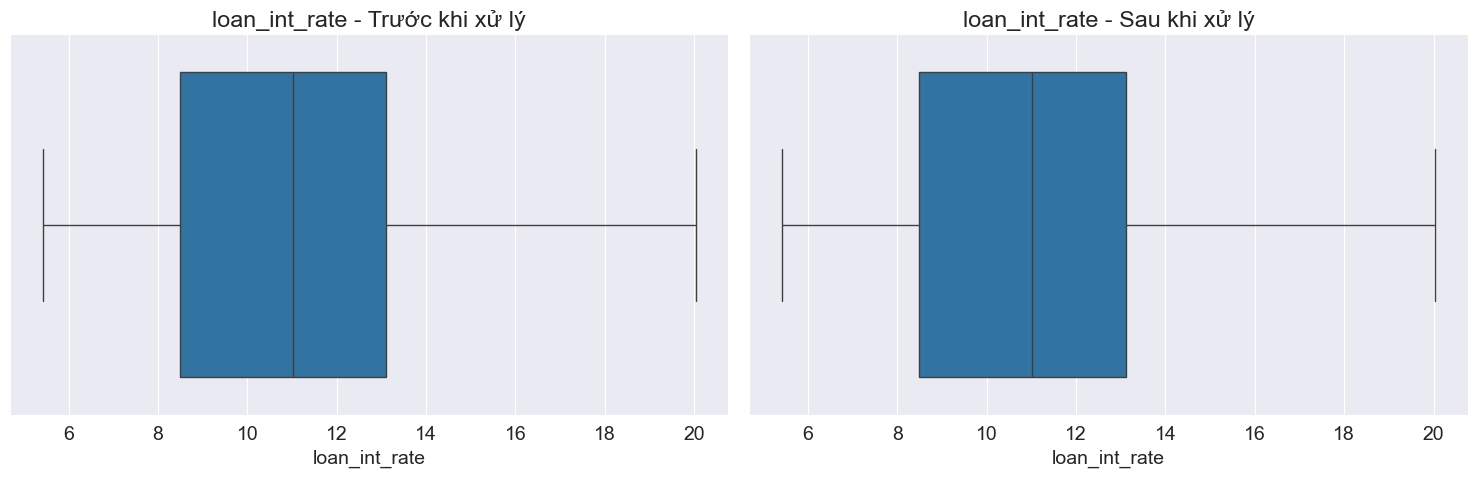 loan_int_rate - Trước khi xử lý
6 8 10 12 14 16 18 20
loan_int_rate
loan_int_rate - Sau khi xử lý
6 8 10 12 14 16 18 20
loan_int_rate